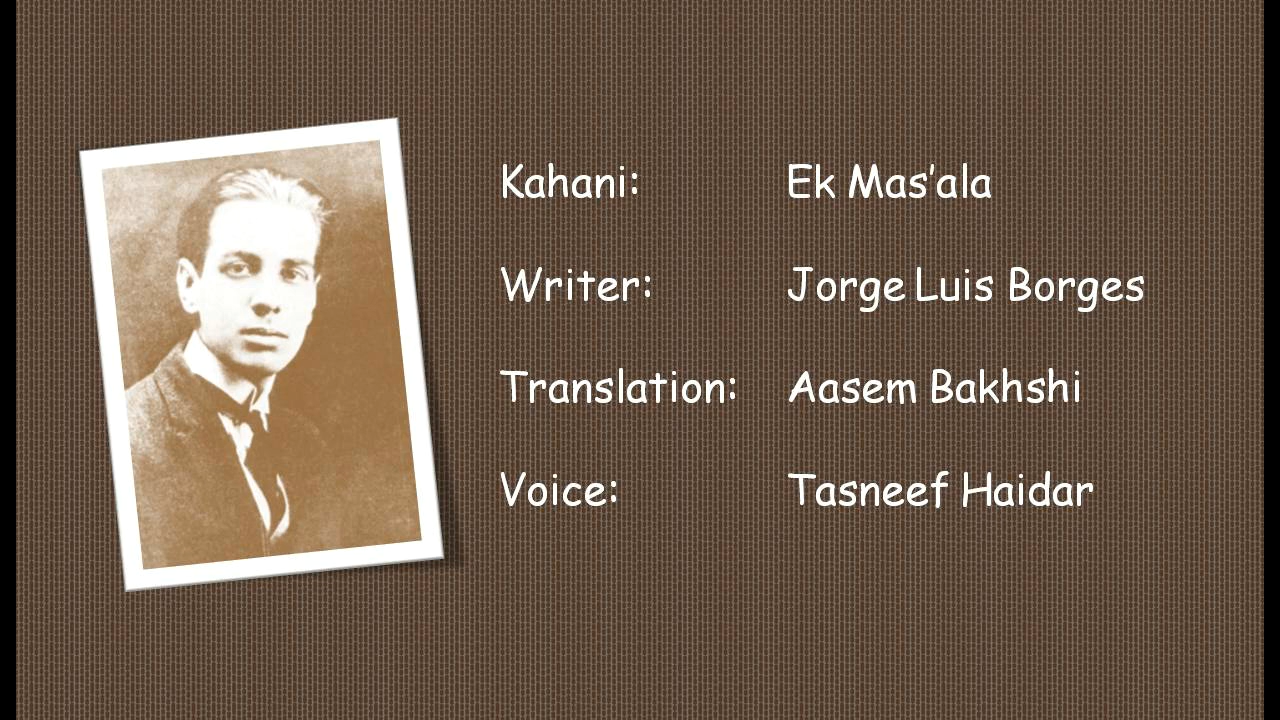 Kahani: Ek Mas'ala
Writer: Jorge Luis Borges
Translation: Aasem Bakhshi
Voice: Tasneef Haidar